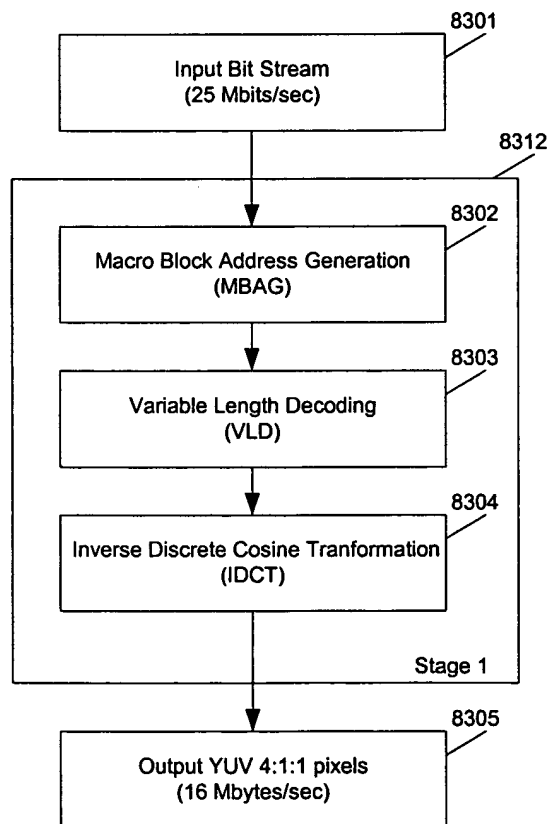 8301
Input Bit Stream
(25 Mbits/sec)
8312
8302
Macro Block Address Generation
(MBAG)
8303
Variable Length Decoding
(VLD)
8304
Inverse Discrete Cosine Tranformation
(IDCT)
Stage 1
8305
Output YUV 4:1:1 pixels
(16 Mbytes/sec)